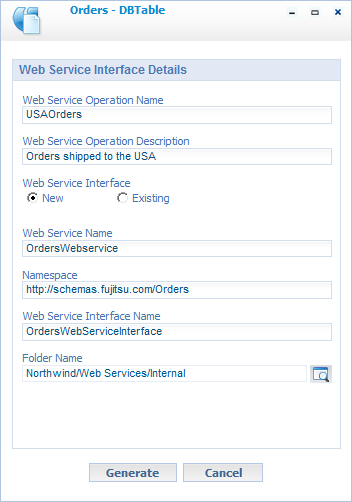 Orders - DBTable
Web Service Interface Details
Web Service Operation Name
USAOrders
Web Service Operation Description
Orders shipped to the USA
Web Service Interface
New Existing
Web Service Name
OrdersWebservice
Namespace
http://schemas.fujitsu.com/Orders
Web Service Interface Name
OrdersWebServiceInterface
Folder Name
Northwind/Web Services/Internal
Generate Cancel